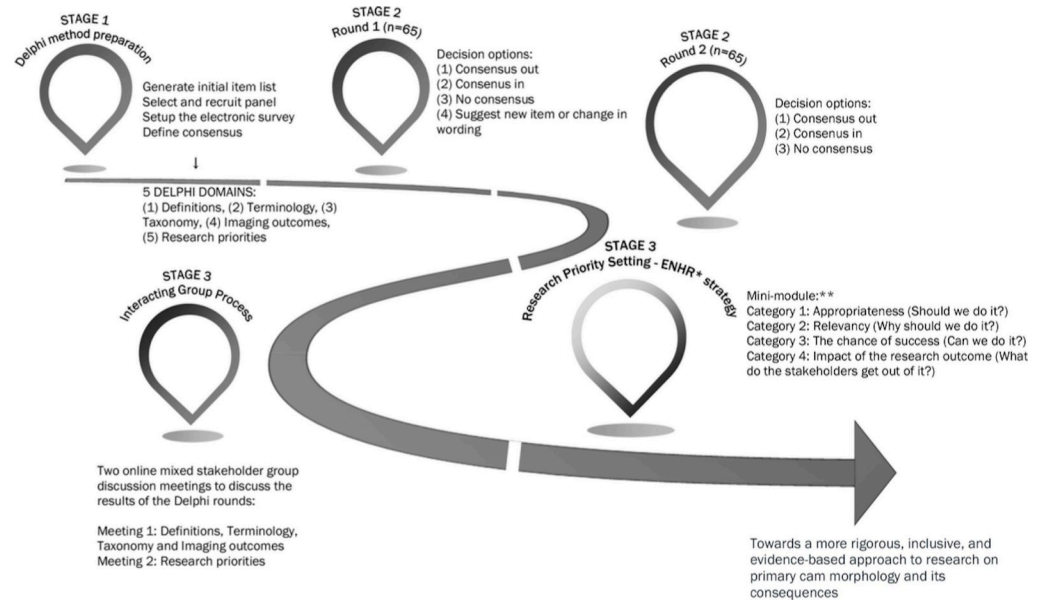 STAGE 1
Delphi method preparation
Generate initial item list
Select and recruit panel
Setup the electronic survey
Define consensus
↓
5 DELPHI DOMAINS:
(1) Definitions, (2) Terminology, (3)
Taxonomy, (4) Imaging outcomes,
(5) Research priorities
STAGE 2
Round 1 (n=65)
Decision options:
(1) Consensus out
(2) Consenus in
(3) No consensus
(4) Suggest new item or change in
wording
STAGE 2
Round 2 (n=65)
Decision options:
(1) Consensus out
(2) Consenus in
(3) No consensus
STAGE 3
Interacting Group Process
Two online mixed stakeholder group
discussion meetings to discuss the
results of the Delphi rounds:
Meeting 1: Definitions, Terminology,
Taxonomy and Imaging outcomes
Meeting 2: Research priorities
STAGE 3
Research Priority Setting - ENHR* strategy
Mini-module:**
Category 1: Appropriateness (Should we do it?)
Category 2: Relevancy (Why should we do it?)
Category 3: The chance of success (Can we do it?)
Category 4: Impact of the research outcome (What
do the stakeholders get out of it?)
Towards a more rigorous, inclusive, and
evidence-based approach to research on
primary cam morphology and its
consequences